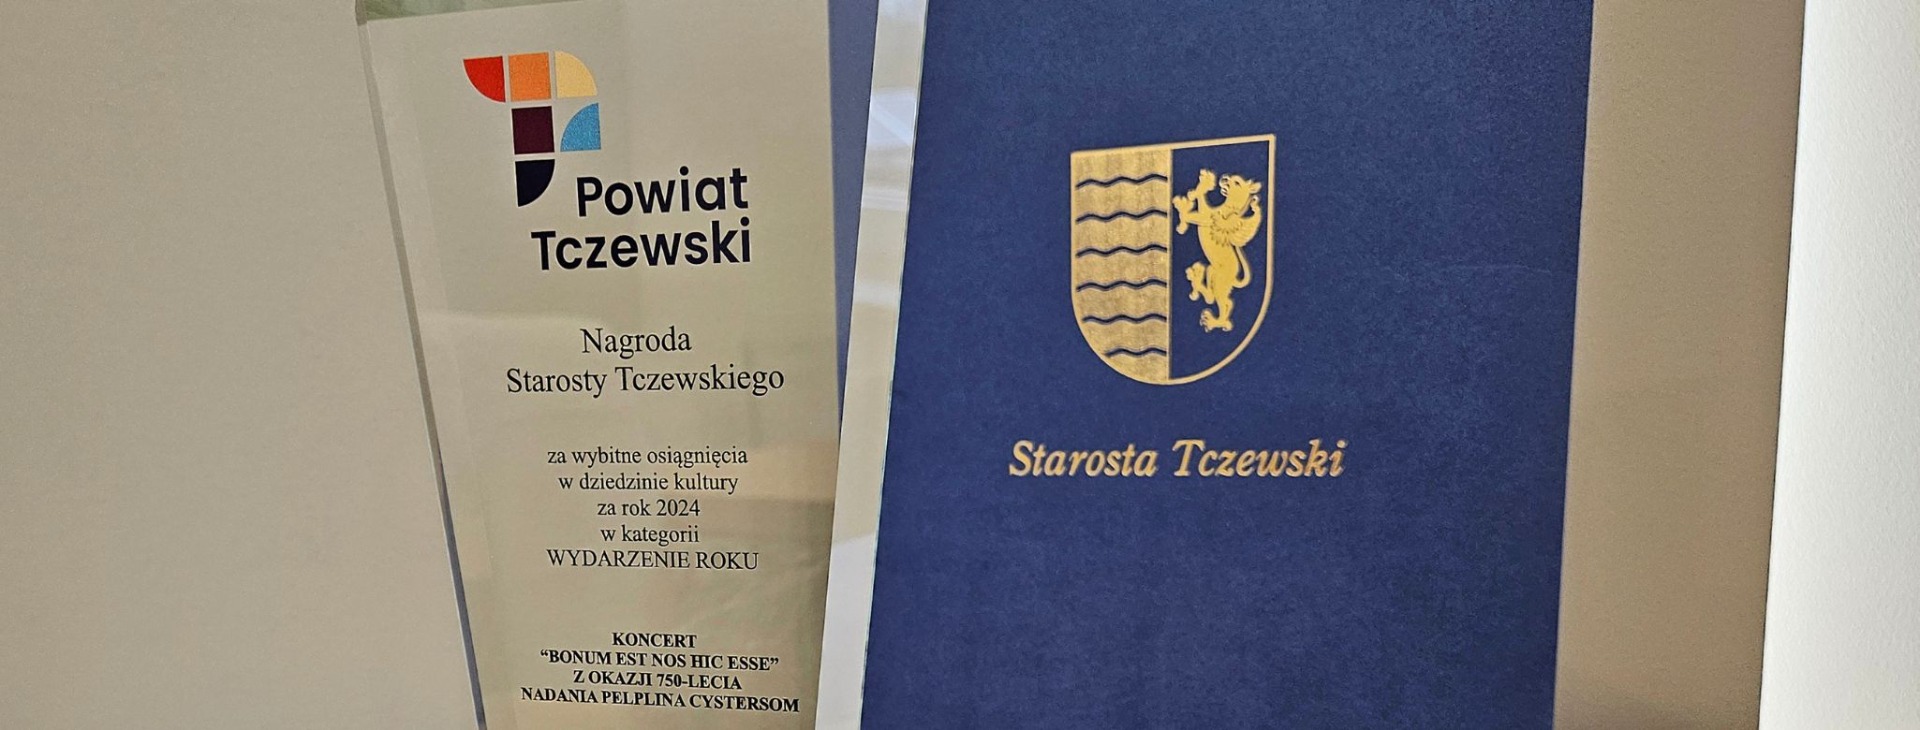 Powiat
Tczewski
Nagroda
Starosty Tczewskiego
za wybitne osiągnięcia
w dziedzinie kultury
za rok 2024
w kategorii
WYDARZENIE ROKU
KONCERT
“BONUM EST NOS HIC ESSE”
Z OKAZJI 750-LECIA
NADANIA PELPLINA CYSTERSOM
Starosta Tczewski